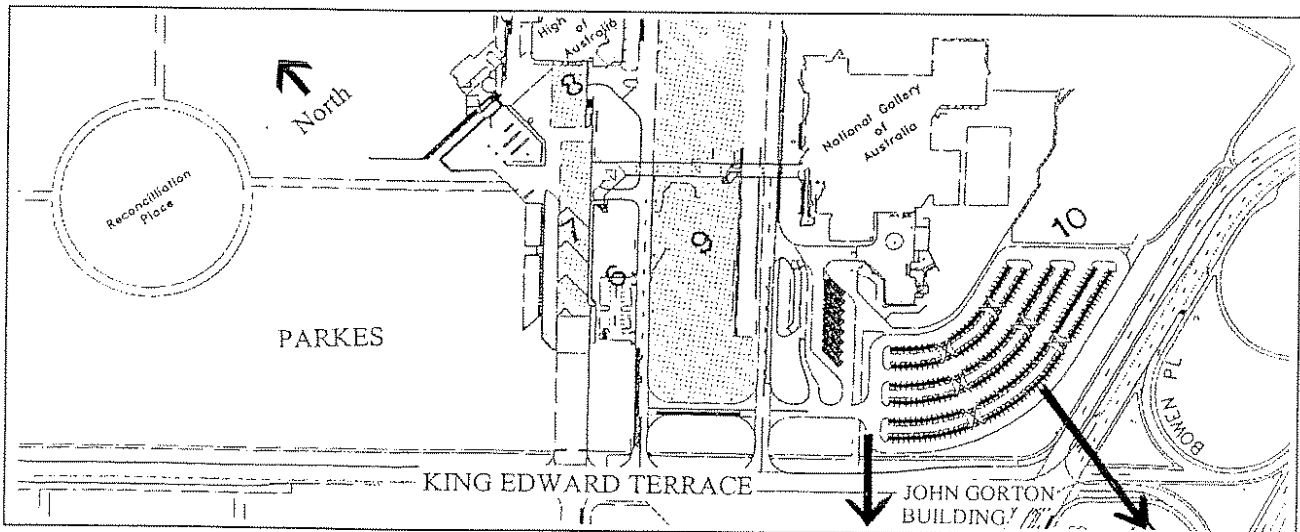 High
of
Australia
North
8
National Gallery
of
Australia
Reconciliation
Place
10
7
6
9
PARKES
BOWEN PL
KING EDWARD TERRACE
JOHN GORTON
BUILDING